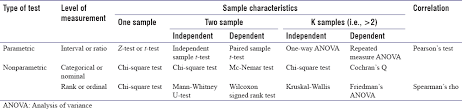 Type of test Level of measurement Sample characteristics Correlation
One sample Two sample K samples (i.e., >2)
Independent Dependent Independent Dependent
Parametric Interval or ratio Z-test or t-test Independent sample t-test Paired sample t-test One-way ANOVA Repeated measure ANOVA Pearson's test
Nonparametric Categorical or nominal Chi-square test Chi-square test Mc-Nemar test Chi-square test Cochran's Q
Rank or ordinal Chi-square test Mann-Whitney U-test Wilcoxon signed rank test Kruskal-Wallis Friedman's ANOVA Spearman's rho
ANOVA: Analysis of variance